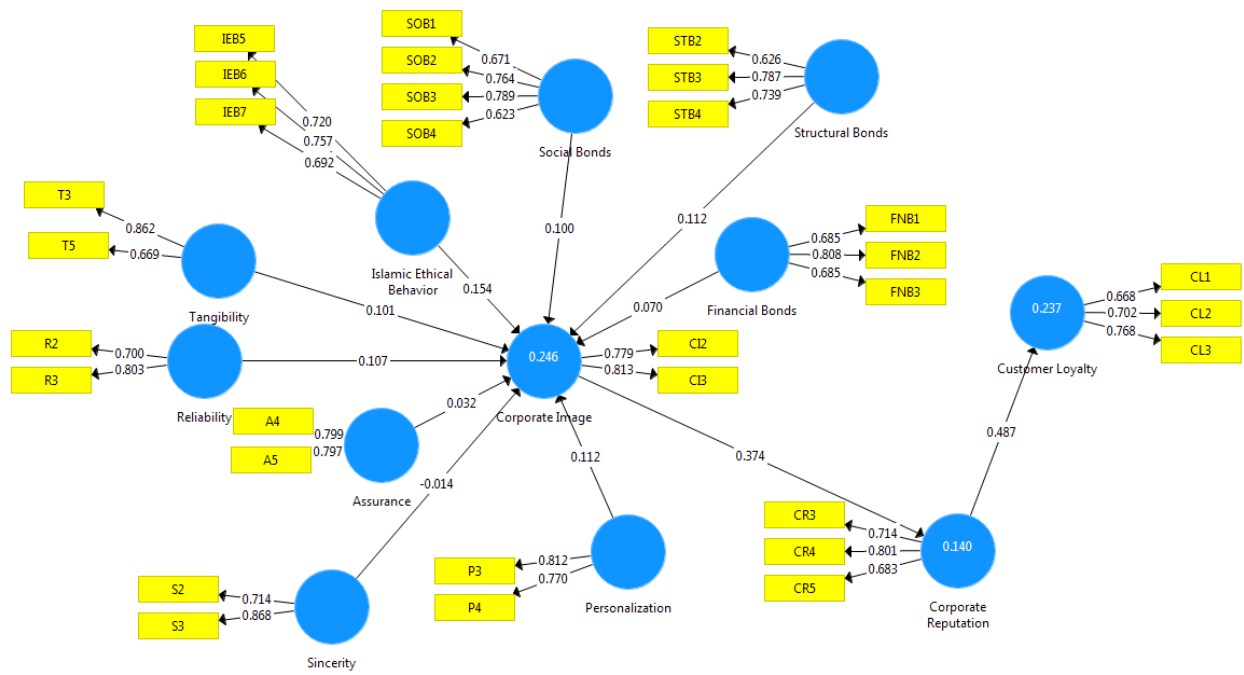 SOB1
SOB2
SOB3
SOB4
0.671
0.764
0.789
0.623
Social Bonds
0.100
IEB5
IEB6
IEB7
0.720
0.757
0.692
Islamic Ethical
Behavior
0.154
STB2
STB3
STB4
0.626
0.787
0.739
Structural Bonds
0.112
T3
T5
0.862
0.669
Tangibility
0.101
FNB1
FNB2
FNB3
0.685
0.808
0.685
Financial Bonds
0.070
R2
R3
0.700
0.803
Reliability
0.107
0.246
CI2
CI3
0.779
0.813
Corporate Image
0.237
CL1
CL2
CL3
0.668
0.702
0.768
Customer Loyalty
0.487
A4
A5
0.799
0.797
Assurance
0.032
-0.014
0.112
0.374
S2
S3
0.714
0.868
Sincerity
P3
P4
0.812
0.770
Personalization
CR3
CR4
CR5
0.714
0.801
0.683
0.140
Corporate
Reputation